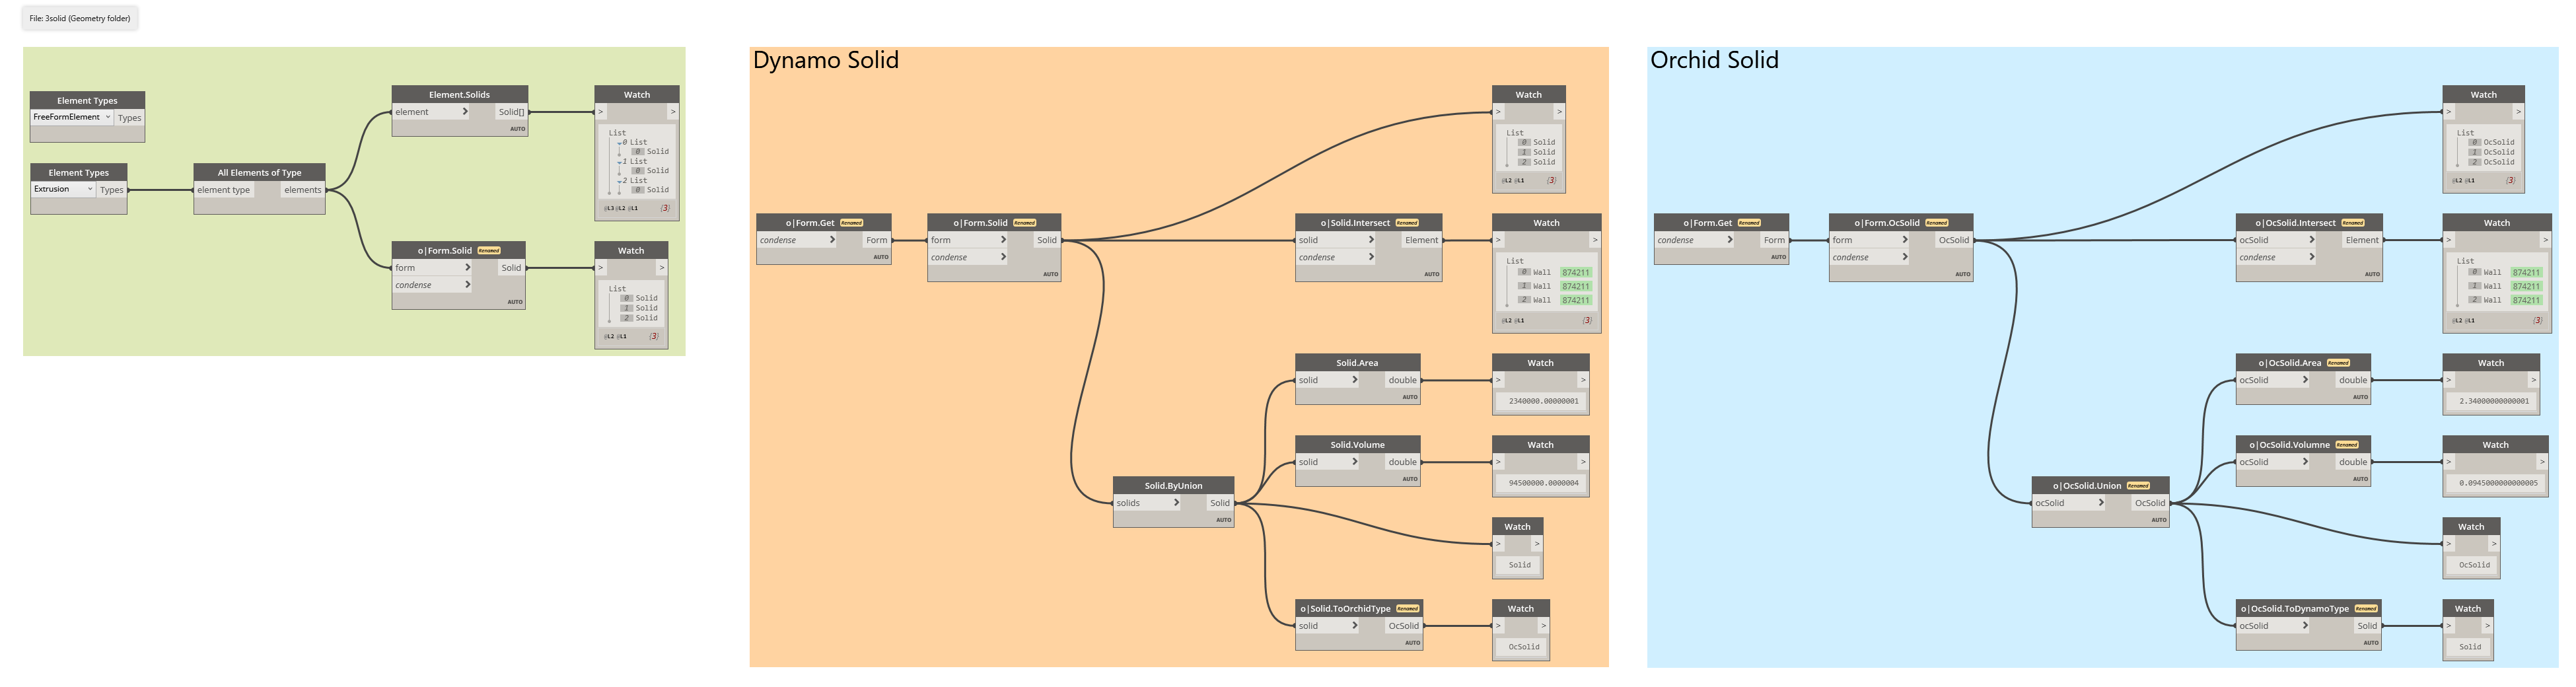 File: 3solid (Geometry folder)
Element Types
FreeFormElement Types
Element Types
Extrusion Types
All Elements of Type
element type elements
Element.Solids
element > Solid[]
AUTO
Watch
> >
List
0 List
0 Solid
1 List
0 Solid
2 List
0 Solid
@L3 @L2 @L1 {3}
o|Form.Solid Renamed
form > Solid
condense >
AUTO
Watch
> >
List
0 Solid
1 Solid
2 Solid
@L2 @L1 {3}
Dynamo Solid
o|Form.Get Renamed
condense > Form
AUTO
o|Form.Solid Renamed
form > Solid
condense >
AUTO
Watch
> >
List
0 Solid
1 Solid
2 Solid
@L2 @L1 {3}
o|Solid.Intersect Renamed
solid > Element
condense >
AUTO
Watch
> >
List
0 Wall 874211
1 Wall 874211
2 Wall 874211
@L2 @L1 {3}
Solid.Area
solid > double
AUTO
Watch
> >
2340000.00000001
Solid.Volume
solid > double
AUTO
Watch
> >
94500000.0000004
Solid.ByUnion
solids > Solid
AUTO
Watch
> >
Solid
o|Solid.ToOrchidType Renamed
solid > OcSolid
AUTO
Watch
> >
OcSolid
Orchid Solid
o|Form.Get Renamed
condense > Form
AUTO
o|Form.OcSolid Renamed
form > OcSolid
condense >
AUTO
Watch
> >
List
0 OcSolid
1 OcSolid
2 OcSolid
@L2 @L1 {3}
o|OcSolid.Intersect Renamed
ocSolid > Element
condense >
AUTO
Watch
> >
List
0 Wall 874211
1 Wall 874211
2 Wall 874211
@L2 @L1 {3}
o|OcSolid.Area Renamed
ocSolid > double
AUTO
Watch
> >
2.34000000000001
o|OcSolid.Volumne Renamed
ocSolid > double
AUTO
Watch
> >
0.0945000000000005
o|OcSolid.Union Renamed
ocSolid > OcSolid
AUTO
Watch
> >
OcSolid
o|OcSolid.ToDynamoType Renamed
ocSolid > Solid
AUTO
Watch
> >
Solid